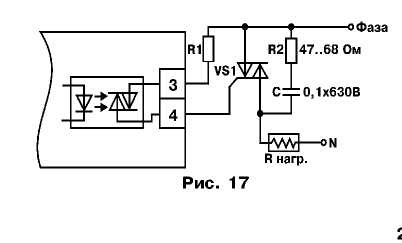 Фаза
R1
R2 47..68 Ом
VS1
3
C 0,1x630В
4
N
R нагр.
Рис. 17
2